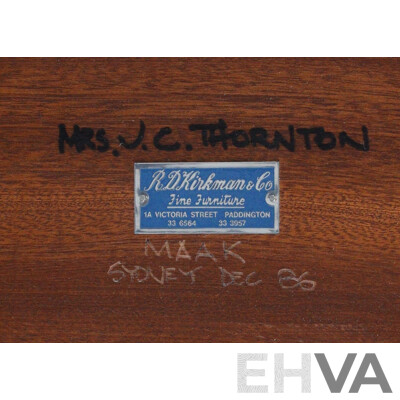 MRS. J. C. THORNTON
R.D.Kirkman & Co
Fine Furniture
1A VICTORIA STREET PADDINGTON
33 6564 33 3957
MAAK
SYDNEY DEC 86
EHVA